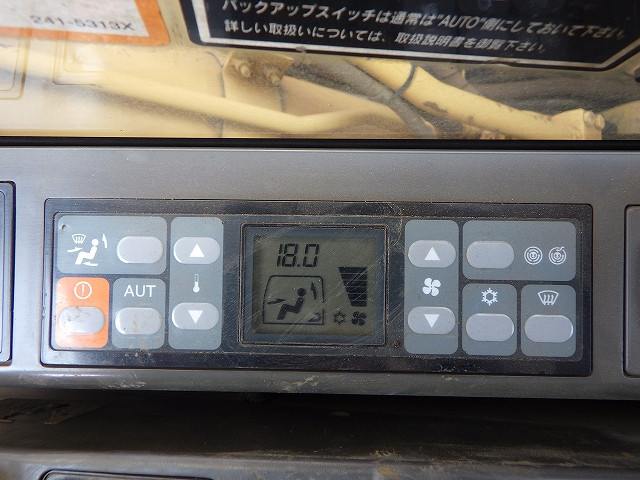 バックアップスイッチは通常は"AUTO"側にしておいて下さい
詳しい取扱いについては、取扱説明書を御覧下さい。
241-5313X
18.0
AUT